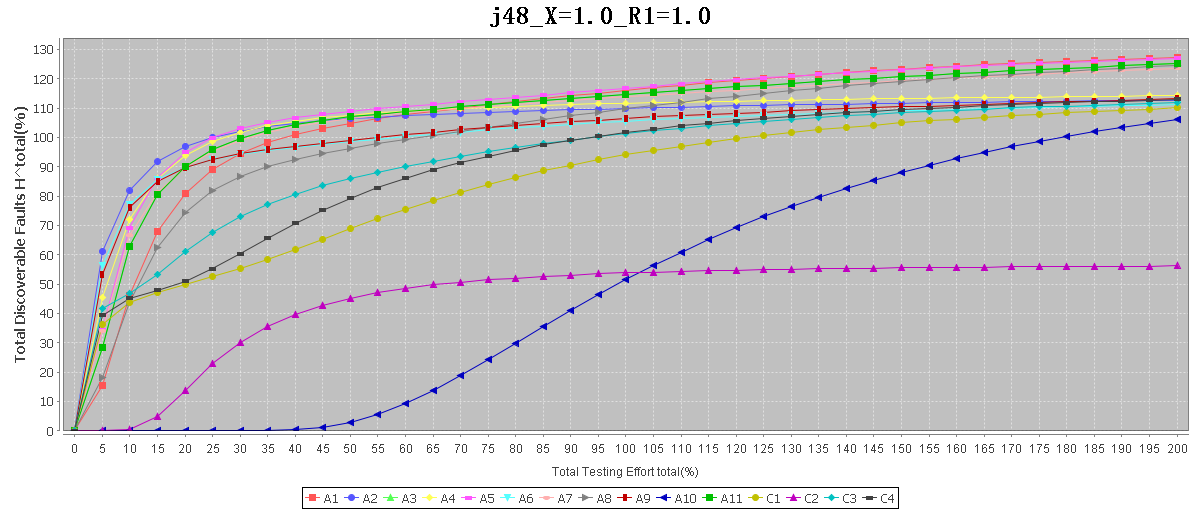 j48_X=1.0_R1=1.0
Total Discoverable Faults H^total(%)
130
120
110
100
90
80
70
60
50
40
30
20
10
0
0 5 10 15 20 25 30 35 40 45 50 55 60 65 70 75 80 85 90 95 100 105 110 115 120 125 130 135 140 145 150 155 160 165 170 175 180 185 190 195 200
Total Testing Effort total(%)
A1 A2 A3 A4 A5 A6 A7 A8 A9 A10 A11 C1 C2 C3 C4